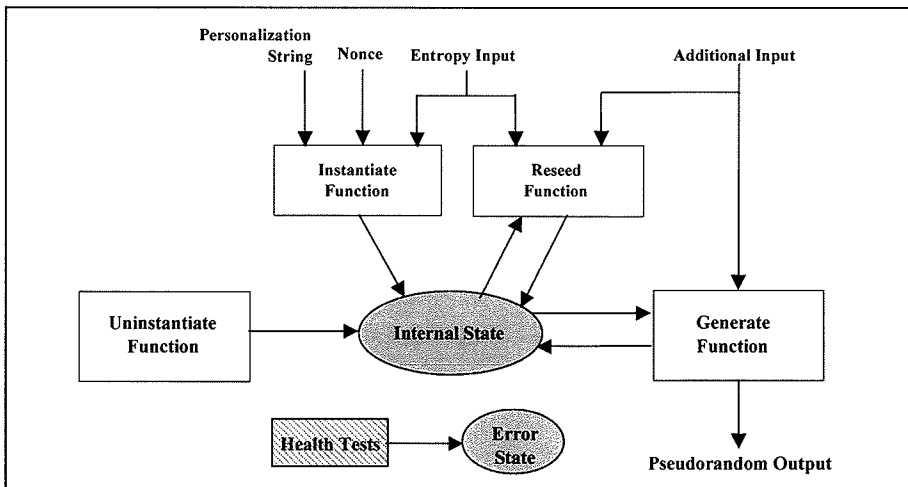 Personalization
String
Nonce
Entropy Input
Additional Input
Instantiate
Function
Reseed
Function
Uninstantiate
Function
Internal State
Generate
Function
Health Tests
Error
State
Pseudorandom Output